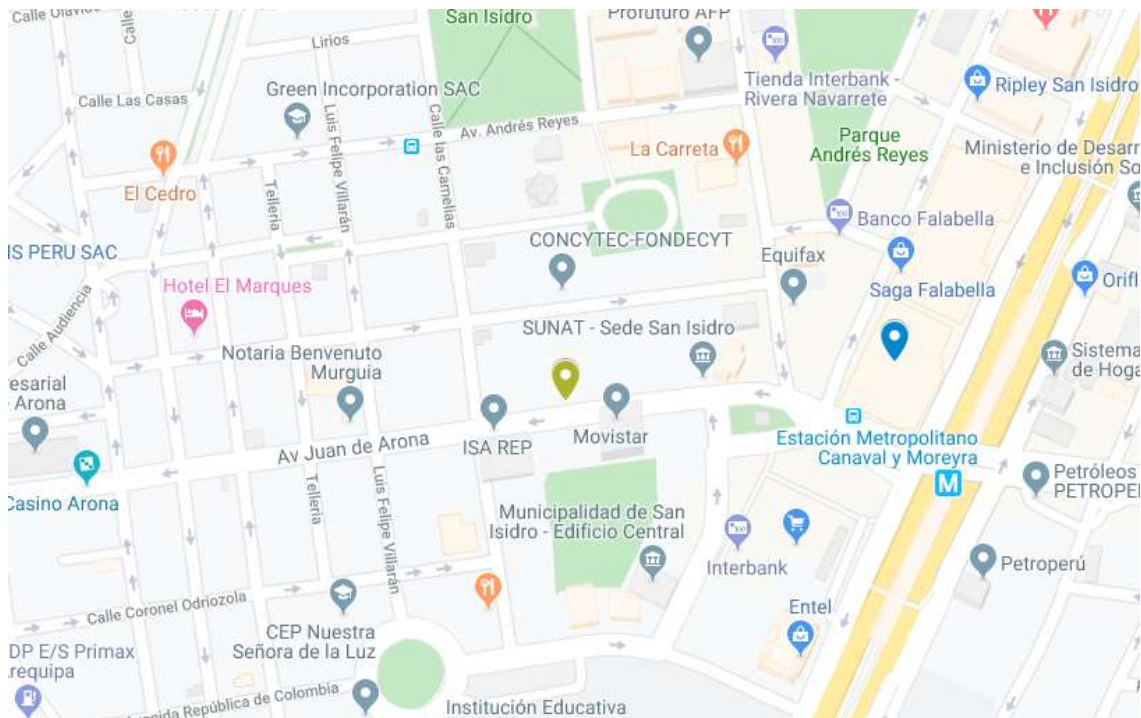 Calle Olavide
Calle
San Isidro
Profuturo AFP
Lirios
Green Incorporation SAC
Tienda Interbank -
Rivera Navarrete
Ripley San Isidro
Calle Las Casas
Luis Felipe Villarán
Calle las Camelias
Av. Andrés Reyes
La Carreta
Parque
Andrés Reyes
Ministerio de Desarr
e Inclusión So
El Cedro
Tellería
Banco Falabella
IS PERU SAC
CONCYTEC-FONDECYT
Equifax
Hotel El Marques
Saga Falabella
Orifl
Calle Audiencia
SUNAT - Sede San Isidro
Notaria Benvenuto
Murguia
Sistema
de Hoga
esarial
Arona
ISA REP
Movistar
Av Juan de Arona
Estación Metropolitano
Canaval y Moreyra
M
Petróleos
PETROPER
Casino Arona
Tellería
Luis Felipe Villarán
Municipalidad de San
Isidro - Edificio Central
Interbank
Petroperú
Calle Coronel Odriozola
Entel
CEP Nuestra
Señora de la Luz
DP E/S Primax
requipa
enida República de Colombia
Institución Educativa